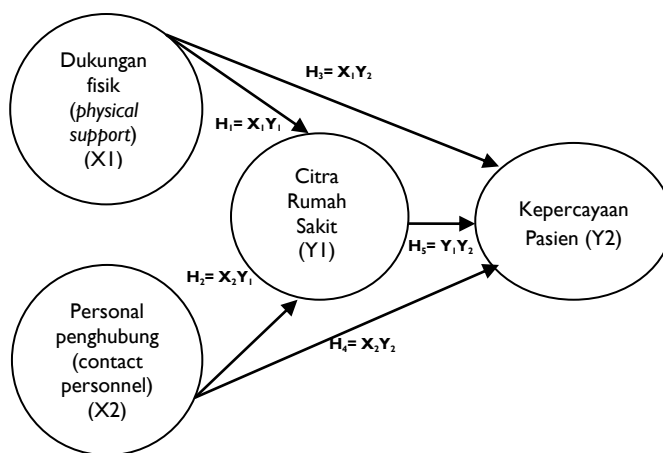 Dukungan
fisik
(physical
support)
(X1)
H₃= X₁Y₂
H₁= X₁Y₁
Citra
Rumah
Sakit
(Y1)
Kepercayaan
Pasien (Y2)
H₅= Y₁Y₂
H₂= X₂Y₁
Personal
penghubung
(contact
personnel)
(X2)
H₄= X₂Y₂